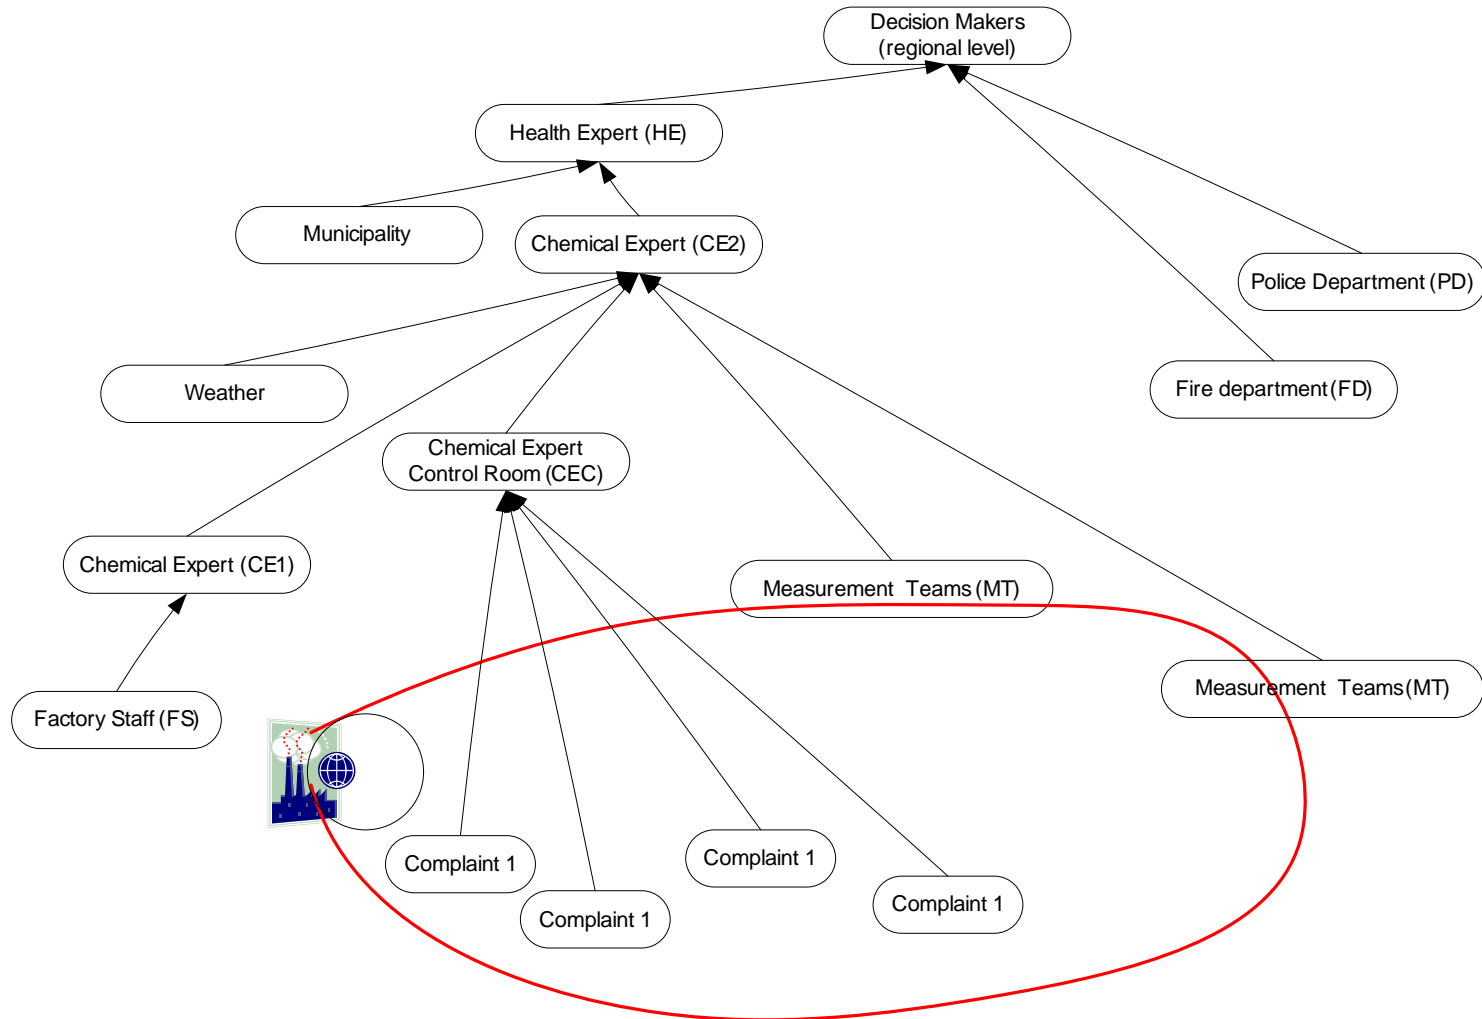 Decision Makers
(regional level)
Health Expert (HE)
Municipality
Chemical Expert (CE2)
Police Department (PD)
Weather
Fire department (FD)
Chemical Expert
Control Room (CEC)
Chemical Expert (CE1)
Measurement Teams (MT)
Measurement Teams (MT)
Factory Staff (FS)
Complaint 1
Complaint 1
Complaint 1
Complaint 1